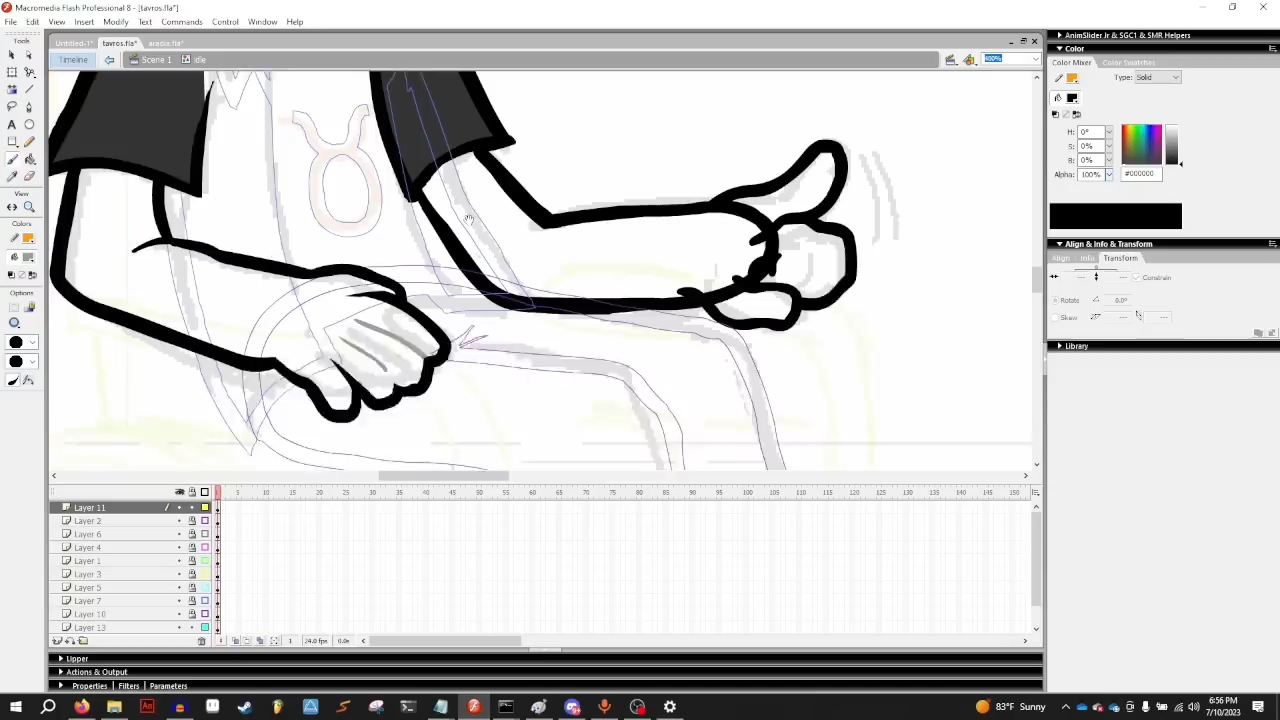 Macromedia Flash Professional 8 - [tavros.fla*]
File Edit View Insert Modify Text Commands Control Window Help
Tools
View
Colors
Options
Untitled-1* tavros.fla* aradia.fla*
Timeline Scene 1 Idle 400%
AnimSlider Jr & SGC1 & SMR Helpers
Color
Color Mixer Color Swatches
Type: Solid
H: 0°
S: 0%
B: 0%
Alpha: 100% #000000
Align & Info & Transform
Align Info Transform
Constrain
Rotate 0.0°
Skew
Library
5 10 15 20 25 30 35 40 45 50 55 60 65 70 75 80 85 90 95 100 105 110 115 120 125 130 135 140 145 150
Layer 11
Layer 2
Layer 6
Layer 4
Layer 1
Layer 3
Layer 5
Layer 7
Layer 10
Layer 13
1 24.0 fps 0.0s
Lipper
Actions & Output
Properties Filters Parameters
83°F Sunny
6:56 PM
7/10/2023